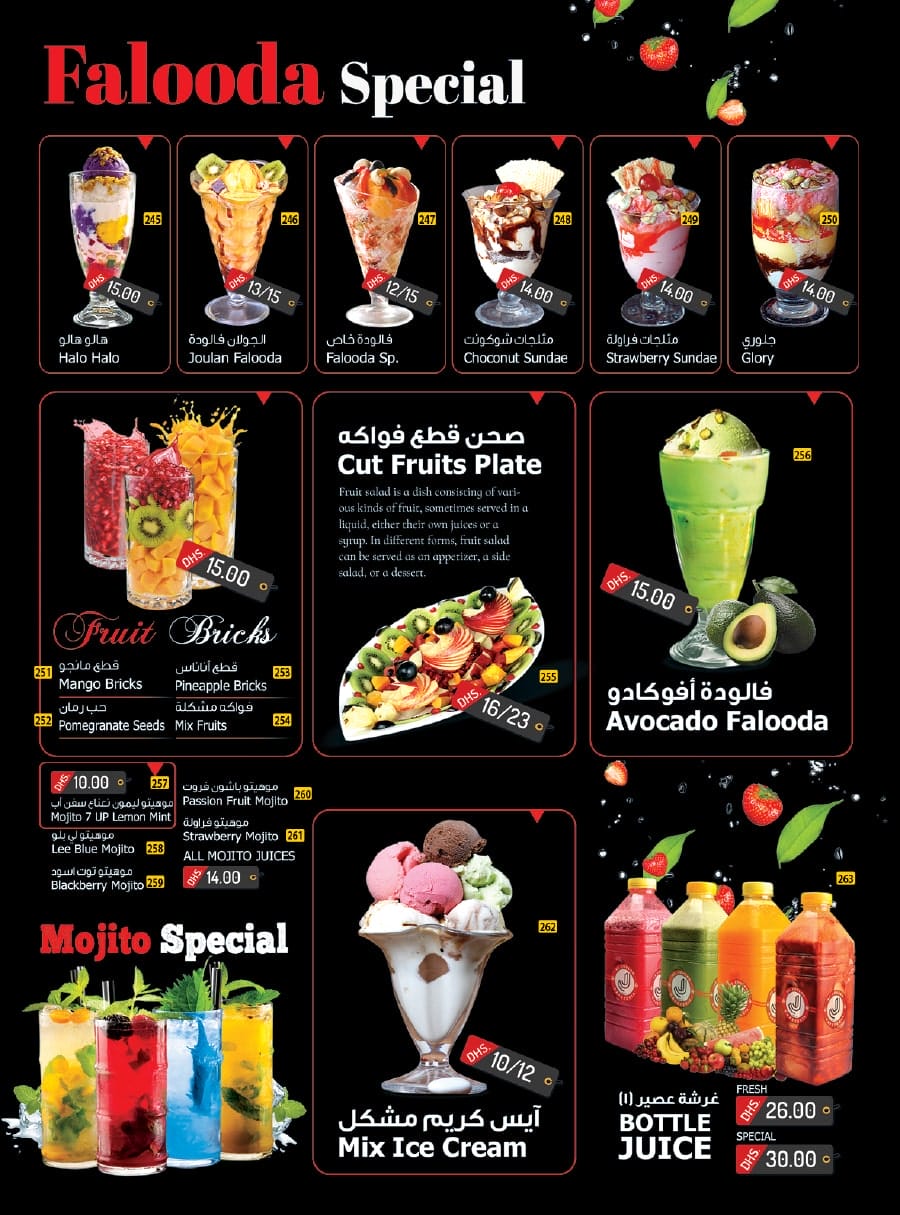 Falooda Special
245
DHS. 15.00
هالو هالو
Halo Halo
246
DHS. 13/15
الجولان فالودة
Joulan Falooda
247
DHS. 12/15
فالودة خاص
Falooda Sp.
248
DHS. 14.00
مثلجات شوكونت
Choconut Sundae
249
DHS. 14.00
مثلجات فراولة
Strawberry Sundae
250
DHS. 14.00
جلوري
Glory
DHS. 15.00
Fruit Bricks
251
قطع مانجو
Mango Bricks
قطع أناناس
253
Pineapple Bricks
252
حب رمان
Pomegranate Seeds
فواكه مشكلة
254
Mix Fruits
صحن قطع فواكه
Cut Fruits Plate
Fruit salad is a dish consisting of vari-
ous kinds of fruit, sometimes served in a
liquid, either their own juices or a
syrup. In different forms, fruit salad
can be served as an appetizer, a side
salad, or a dessert.
255
DHS. 16/23
256
DHS. 15.00
فالودة أفوكادو
Avocado Falooda
DHS. 10.00
257
موهيتو ليمون نعناع سفن أب
Mojito 7 UP Lemon Mint
موهيتو لي بلو
Lee Blue Mojito 258
موهيتو توت اسود
Blackberry Mojito 259
موهيتو باشون فروت
Passion Fruit Mojito 260
موهيتو فراولة
Strawberry Mojito 261
ALL MOJITO JUICES
DHS. 14.00
Mojito Special
262
DHS. 10/12
آيس كريم مشكل
Mix Ice Cream
263
غرشة عصير (١)
BOTTLE
JUICE
FRESH
DHS. 26.00
SPECIAL
DHS. 30.00